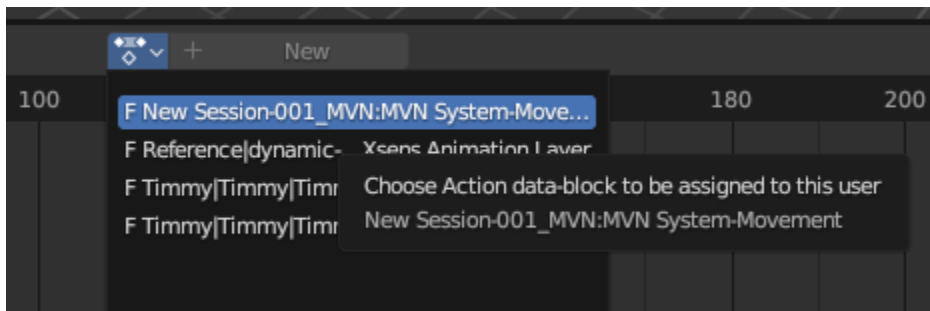 New
100
180
200
F New Session-001_MVN:MVN System-Move...
F Reference|dynamic- Xsens Animation Layer
F Timmy|Timmy|Timr
F Timmy|Timmy|Timr
Choose Action data-block to be assigned to this user
New Session-001_MVN:MVN System-Movement